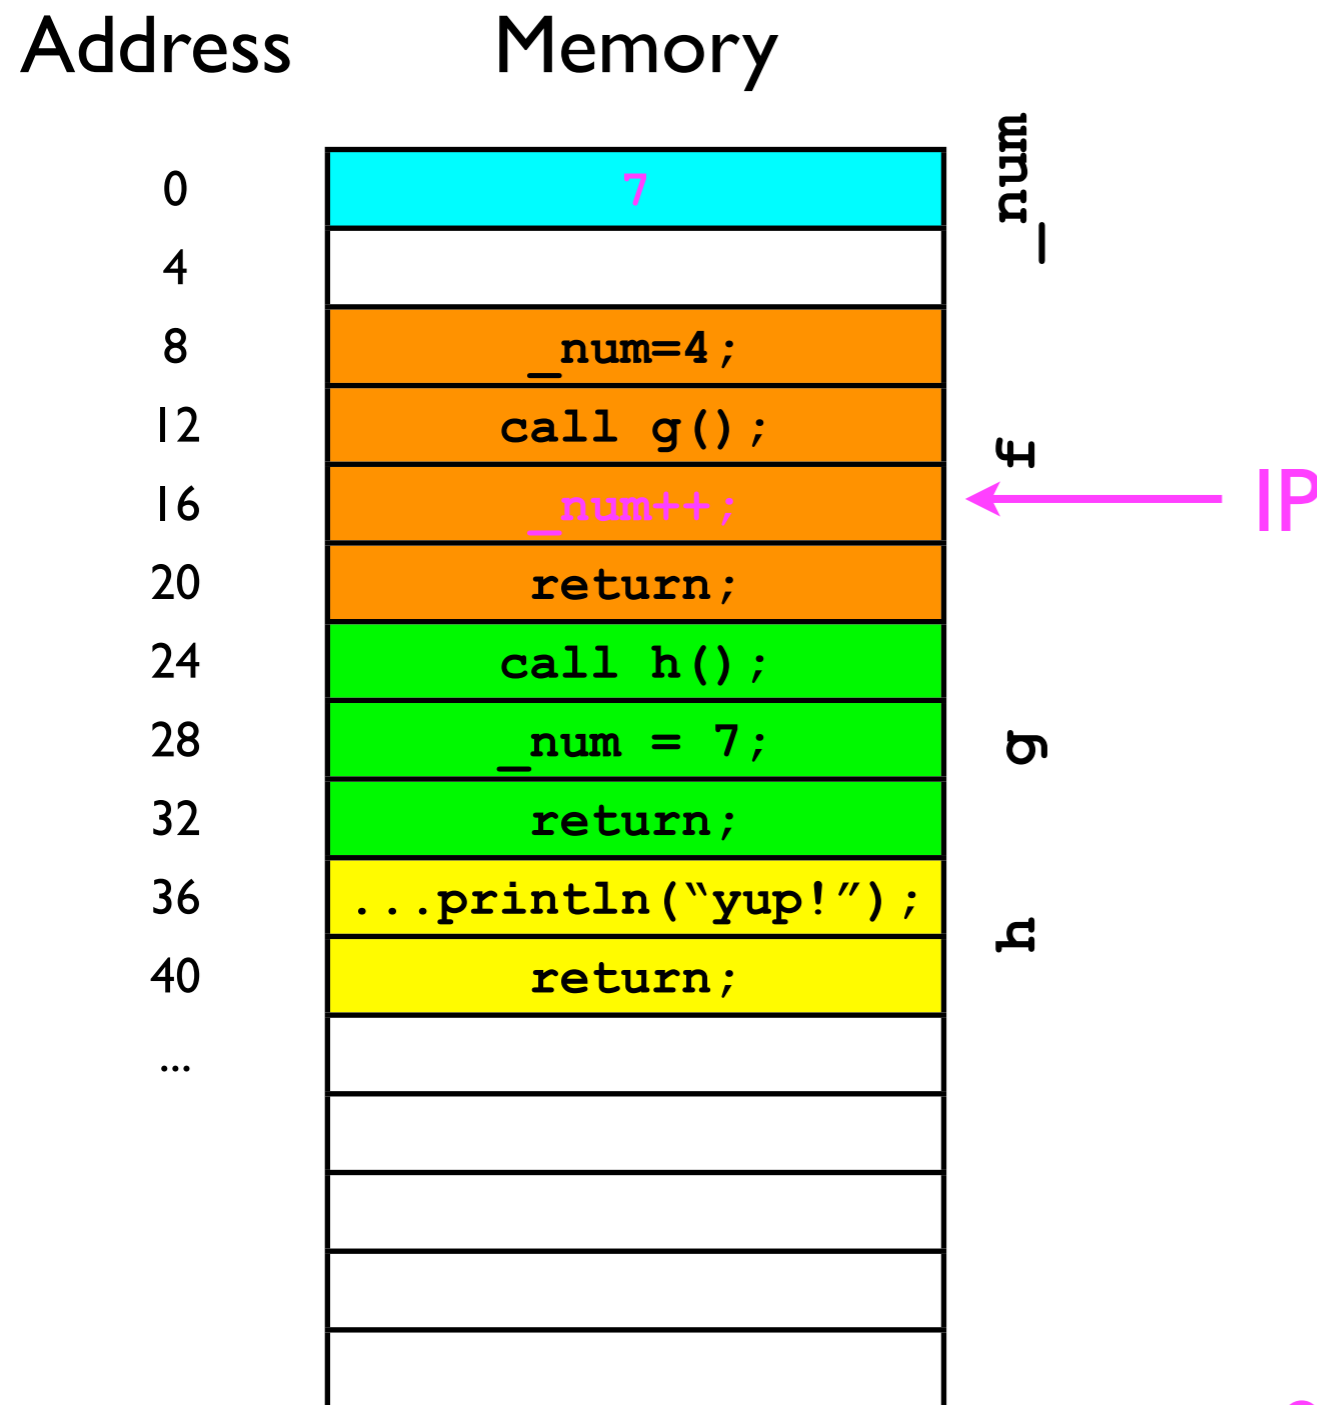 Address Memory
0 7 _num
4
8 _num=4;
12 call g();
f
16 _num++; IP
20 return;
24 call h();
28 _num = 7; g
32 return;
36 ...println(“yup!”);
h
40 return;
...